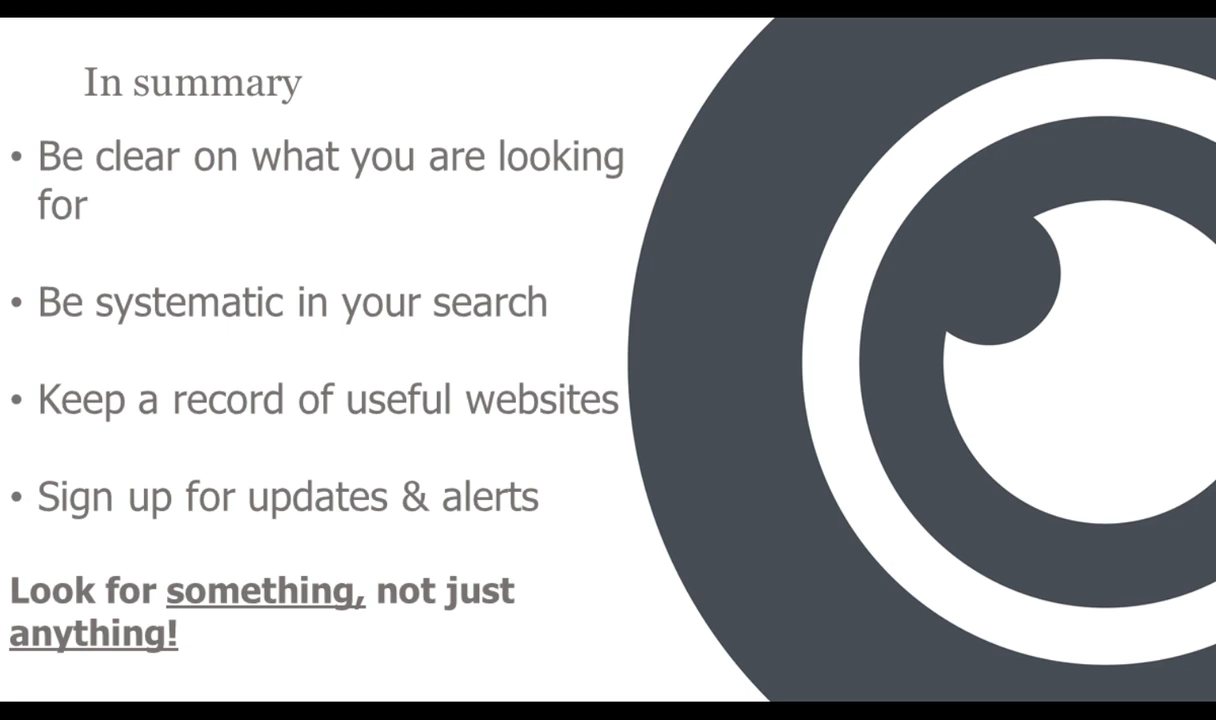 In summary
• Be clear on what you are looking
for
• Be systematic in your search
• Keep a record of useful websites
• Sign up for updates & alerts
Look for something, not just
anything!